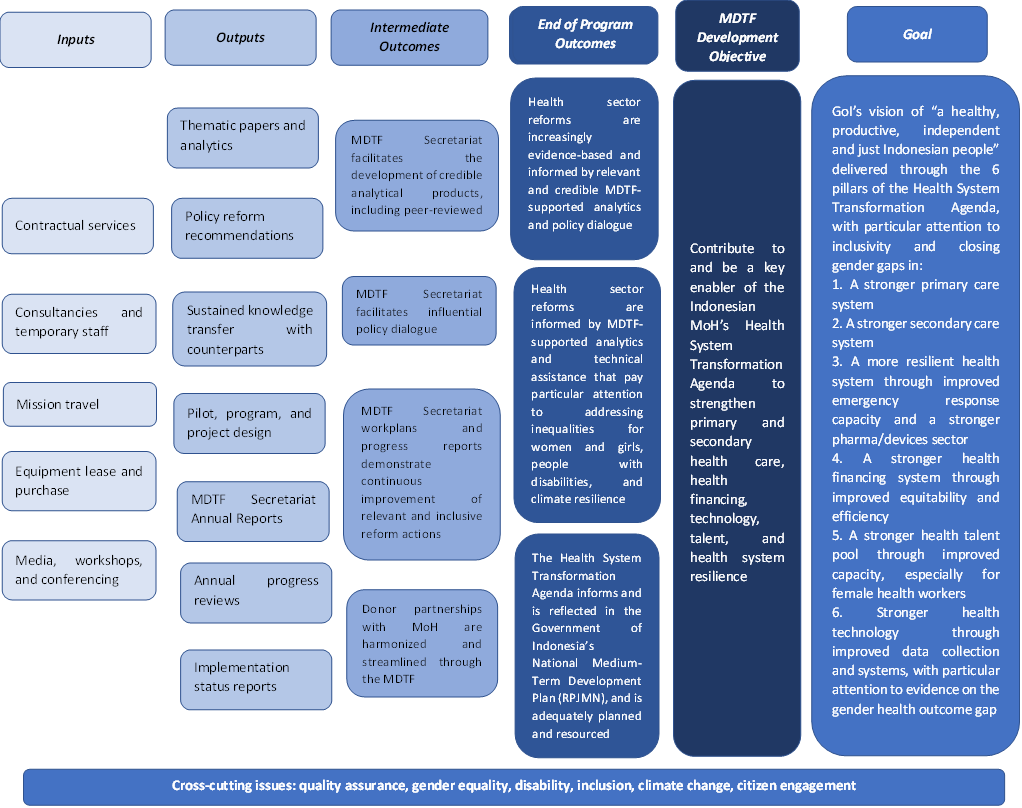 Inputs
Outputs
Intermediate
Outcomes
End of Program
Outcomes
MDTF
Development
Objective
Goal
Contractual services
Consultancies and
temporary staff
Mission travel
Equipment lease and
purchase
Media, workshops,
and conferencing
Thematic papers and
analytics
Policy reform
recommendations
Sustained knowledge
transfer with
counterparts
Pilot, program, and
project design
MDTF Secretariat
Annual Reports
Annual progress
reviews
Implementation
status reports
MDTF Secretariat
facilitates the
development of credible
analytical products,
including peer-reviewed
MDTF Secretariat
facilitates influential
policy dialogue
MDTF Secretariat
workplans and
progress reports
demonstrate
continuous
improvement of
relevant and inclusive
reform actions
Donor partnerships
with MoH are
harmonized and
streamlined through
the MDTF
Health sector
reforms are
increasingly
evidence-based and
informed by relevant
and credible MDTF-
supported analytics
and policy dialogue
Health sector
reforms are
informed by MDTF-
supported analytics
and technical
assistance that pay
particular attention
to addressing
inequalities for
women and girls,
people with
disabilities, and
climate resilience
The Health System
Transformation
Agenda informs and
is reflected in the
Government of
Indonesia's
National Medium-
Term Development
Plan (RPJMN), and is
adequately planned
and resourced
Contribute to
and be a key
enabler of the
Indonesian
MoH's Health
System
Transformation
Agenda to
strengthen
primary and
secondary
health care,
health
financing,
technology,
talent, and
health system
resilience
GoI's vision of "a healthy,
productive, independent
and just Indonesian people"
delivered through the 6
pillars of the Health System
Transformation Agenda,
with particular attention to
inclusivity and closing
gender gaps in:
1. A stronger primary care
system
2. A stronger secondary care
system
3. A more resilient health
system through improved
emergency response
capacity and a stronger
pharma/devices sector
4. A stronger health
financing system through
improved equitability and
efficiency
5. A stronger health talent
pool through improved
capacity, especially for
female health workers
6. Stronger health
technology through
improved data collection
and systems, with particular
attention to evidence on the
gender health outcome gap
Cross-cutting issues: quality assurance, gender equality, disability, inclusion, climate change, citizen engagement